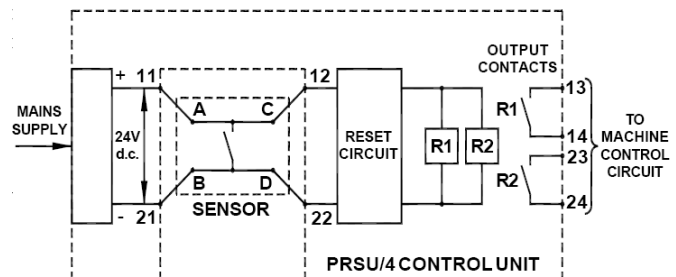 OUTPUT
CONTACTS
+ 11
12
13
A
C
R1
TO
MACHINE
CONTROL
CIRCUIT
MAINS
SUPPLY
24V
d.c.
RESET
CIRCUIT
R1
R2
14
23
B
D
R2
- 21
SENSOR
22
24
PRSU/4 CONTROL UNIT